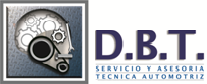 D.B.T.
SERVICIO Y ASESORIA
TECNICA AUTOMOTRIZ